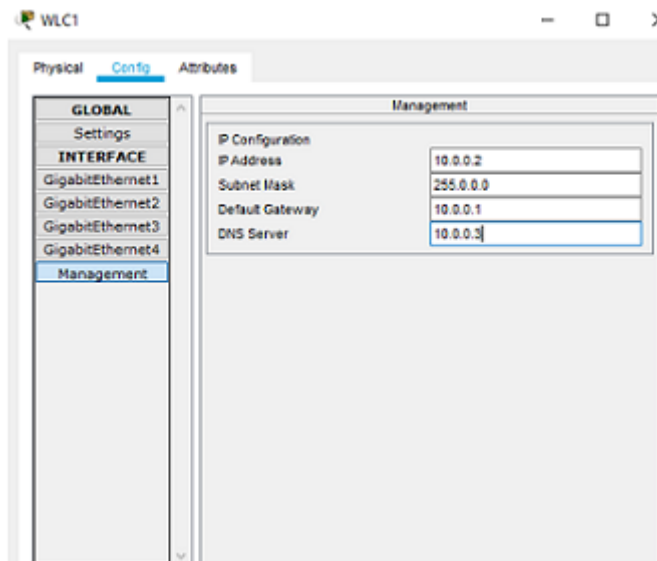 WLC1
Physical Config Attributes
GLOBAL
Settings
INTERFACE
GigabitEthernet1
GigabitEthernet2
GigabitEthernet3
GigabitEthernet4
Management
Management
IP Configuration
IP Address 10.0.0.2
Subnet Mask 255.0.0.0
Default Gateway 10.0.0.1
DNS Server 10.0.0.3